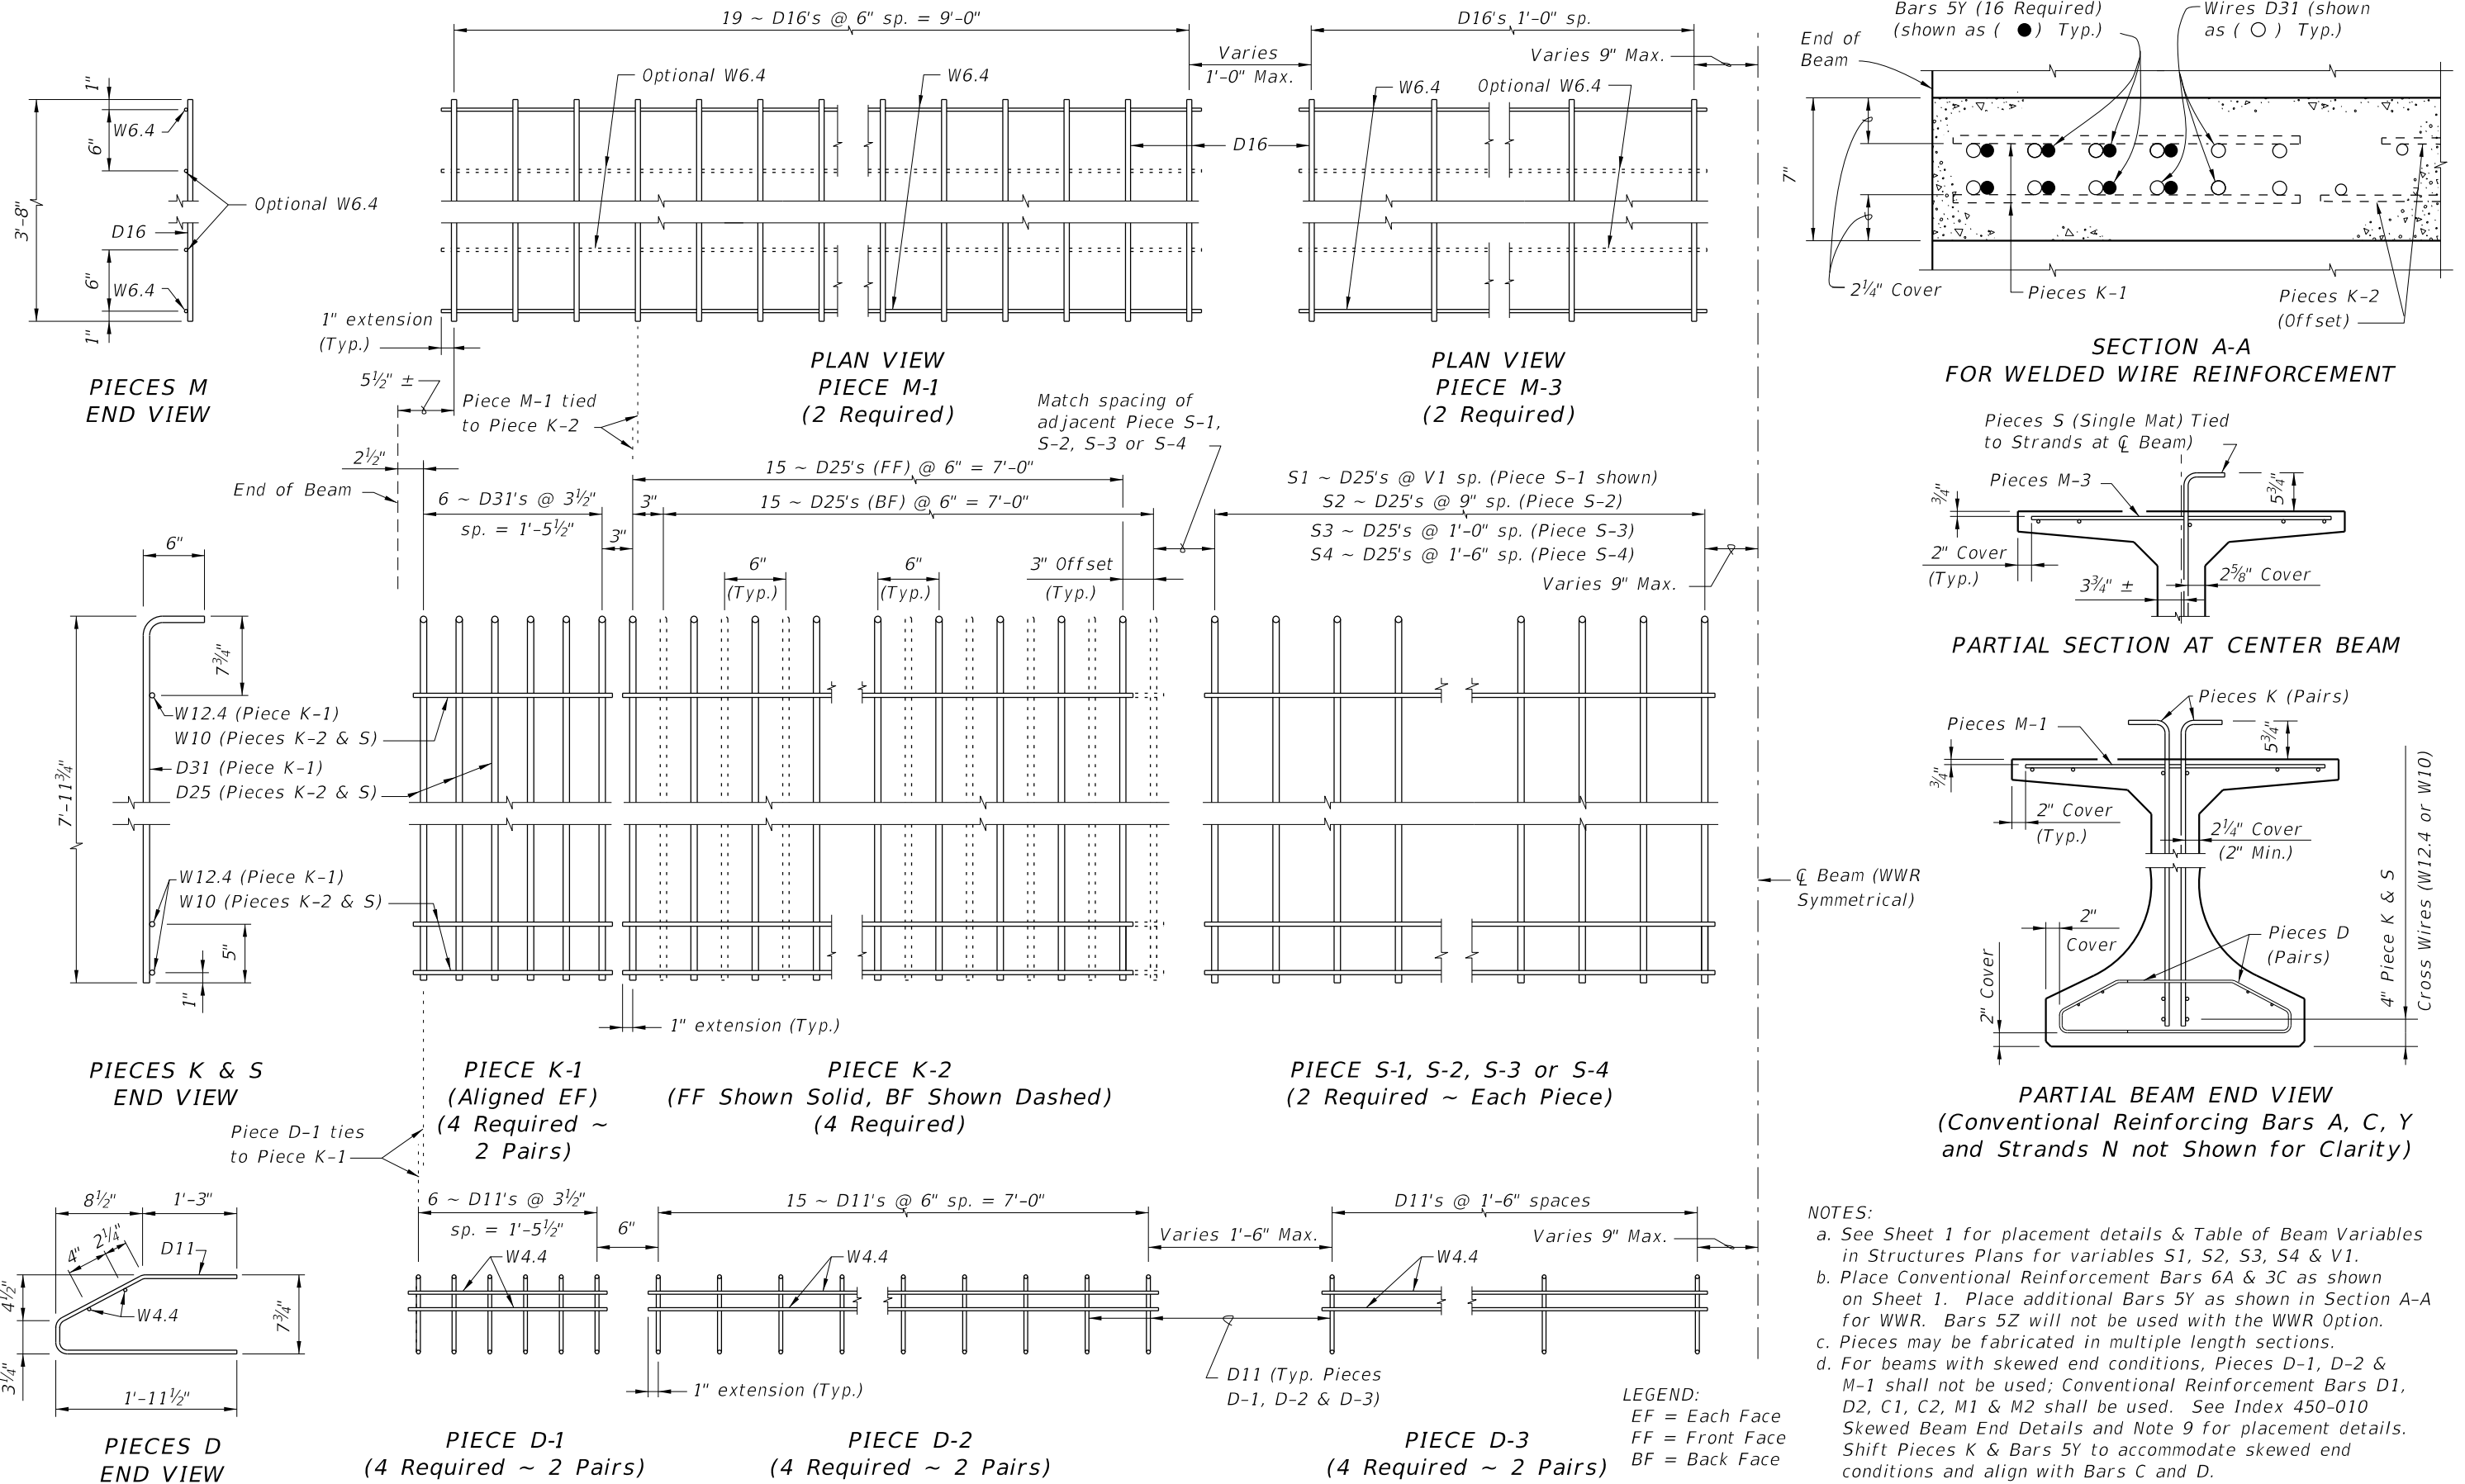 19 ~ D16's @ 6" sp. = 9'-0"
D16's 1'-0" sp.
Varies
1'-0" Max.
Varies 9" Max.
Optional W6.4
W6.4
W6.4
Optional W6.4
D16
1"
6"
W6.4
3'-8"
Optional W6.4
D16
6"
W6.4
1"
PIECES M
END VIEW
1" extension
(Typ.)
5½" ±
Piece M-1 tied
to Piece K-2
PLAN VIEW
PIECE M-1
(2 Required)
PLAN VIEW
PIECE M-3
(2 Required)
Bars 5Y (16 Required)
(shown as ( ● ) Typ.)
Wires D31 (shown
as ( ○ ) Typ.)
End of
Beam
7"
2¼" Cover
Pieces K-1
Pieces K-2
(Offset)
SECTION A-A
FOR WELDED WIRE REINFORCEMENT
Match spacing of
adjacent Piece S-1,
S-2, S-3 or S-4
2½"
End of Beam
6 ~ D31's @ 3½"
sp. = 1'-5½"
3"
15 ~ D25's (FF) @ 6" = 7'-0"
3"
15 ~ D25's (BF) @ 6" = 7'-0"
6"
(Typ.)
6"
(Typ.)
3" Offset
(Typ.)
S1 ~ D25's @ V1 sp. (Piece S-1 shown)
S2 ~ D25's @ 9" sp. (Piece S-2)
S3 ~ D25's @ 1'-0" sp. (Piece S-3)
S4 ~ D25's @ 1'-6" sp. (Piece S-4)
Varies 9" Max.
6"
7¾"
W12.4 (Piece K-1)
W10 (Pieces K-2 & S)
D31 (Piece K-1)
D25 (Pieces K-2 & S)
7'-11¾"
W12.4 (Piece K-1)
W10 (Pieces K-2 & S)
5"
1"
1" extension (Typ.)
℄ Beam (WWR
Symmetrical)
PIECES K & S
END VIEW
PIECE K-1
(Aligned EF)
(4 Required ~
2 Pairs)
PIECE K-2
(FF Shown Solid, BF Shown Dashed)
(4 Required)
PIECE S-1, S-2, S-3 or S-4
(2 Required ~ Each Piece)
Pieces S (Single Mat) Tied
to Strands at ℄ Beam)
Pieces M-3
¾"
5¾"
2" Cover
(Typ.)
3¾" ±
2⅝" Cover
PARTIAL SECTION AT CENTER BEAM
Pieces K (Pairs)
Pieces M-1
5¾"
¾"
2" Cover
(Typ.)
2¼" Cover
(2" Min.)
2"
Cover
Pieces D
(Pairs)
2" Cover
4" Piece K & S
Cross Wires (W12.4 or W10)
PARTIAL BEAM END VIEW
(Conventional Reinforcing Bars A, C, Y
and Strands N not Shown for Clarity)
Piece D-1 ties
to Piece K-1
8½"
1'-3"
4"
2¼"
D11
4½"
W4.4
7¾"
3¼"
1'-11½"
PIECES D
END VIEW
6 ~ D11's @ 3½"
sp. = 1'-5½"
W4.4
6"
15 ~ D11's @ 6" sp. = 7'-0"
W4.4
Varies 1'-6" Max.
D11's @ 1'-6" spaces
Varies 9" Max.
W4.4
1" extension (Typ.)
D11 (Typ. Pieces
D-1, D-2 & D-3)
PIECE D-1
(4 Required ~ 2 Pairs)
PIECE D-2
(4 Required ~ 2 Pairs)
PIECE D-3
(4 Required ~ 2 Pairs)
LEGEND:
EF = Each Face
FF = Front Face
BF = Back Face
NOTES:
a. See Sheet 1 for placement details & Table of Beam Variables
in Structures Plans for variables S1, S2, S3, S4 & V1.
b. Place Conventional Reinforcement Bars 6A & 3C as shown
on Sheet 1. Place additional Bars 5Y as shown in Section A-A
for WWR. Bars 5Z will not be used with the WWR Option.
c. Pieces may be fabricated in multiple length sections.
d. For beams with skewed end conditions, Pieces D-1, D-2 &
M-1 shall not be used; Conventional Reinforcement Bars D1,
D2, C1, C2, M1 & M2 shall be used. See Index 450-010
Skewed Beam End Details and Note 9 for placement details.
Shift Pieces K & Bars 5Y to accommodate skewed end
conditions and align with Bars C and D.